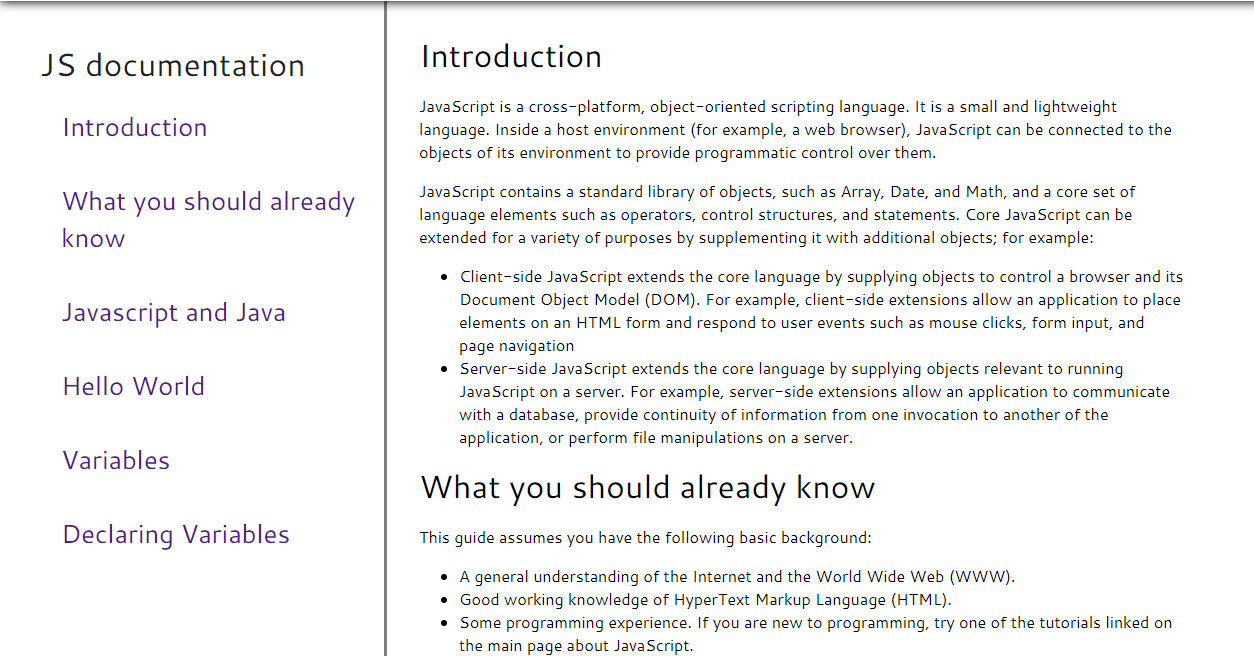 JS documentation
Introduction
What you should already
know
Javascript and Java
Hello World
Variables
Declaring Variables
Introduction
JavaScript is a cross-platform, object-oriented scripting language. It is a small and lightweight
language. Inside a host environment (for example, a web browser), JavaScript can be connected to the
objects of its environment to provide programmatic control over them.
JavaScript contains a standard library of objects, such as Array, Date, and Math, and a core set of
language elements such as operators, control structures, and statements. Core JavaScript can be
extended for a variety of purposes by supplementing it with additional objects; for example:
• Client-side JavaScript extends the core language by supplying objects to control a browser and its
Document Object Model (DOM). For example, client-side extensions allow an application to place
elements on an HTML form and respond to user events such as mouse clicks, form input, and
page navigation
• Server-side JavaScript extends the core language by supplying objects relevant to running
JavaScript on a server. For example, server-side extensions allow an application to communicate
with a database, provide continuity of information from one invocation to another of the
application, or perform file manipulations on a server.
What you should already know
This guide assumes you have the following basic background:
• A general understanding of the Internet and the World Wide Web (WWW).
• Good working knowledge of HyperText Markup Language (HTML).
• Some programming experience. If you are new to programming, try one of the tutorials linked on
the main page about JavaScript.